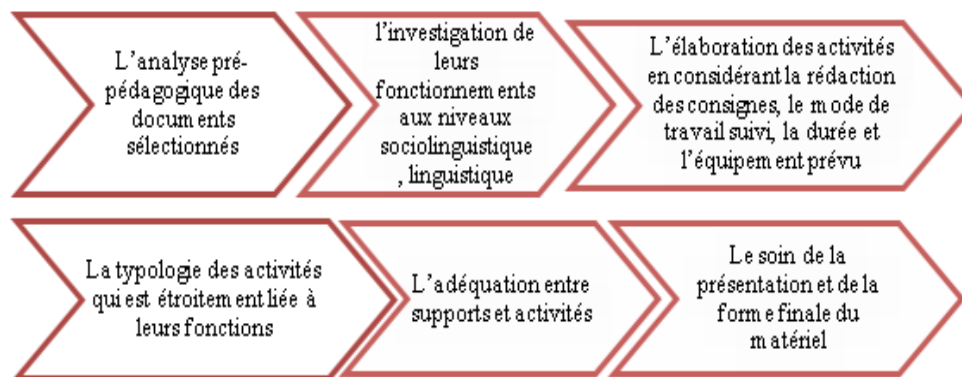 L'analyse pré-
pédagogique des
documents
sélectionnés
l'investigation de
leurs
fonctionnements
aux niveaux
sociolinguistique
, linguistique
L'élaboration des activités
en considérant la rédaction
des consignes, le mode de
travail suivi, la durée et
l'équipement prévu
La typologie des activités
qui est étroitement liée à
leurs fonctions
L'adéquation entre
supports et activités
Le soin de la
présentation et de la
forme finale du
matériel